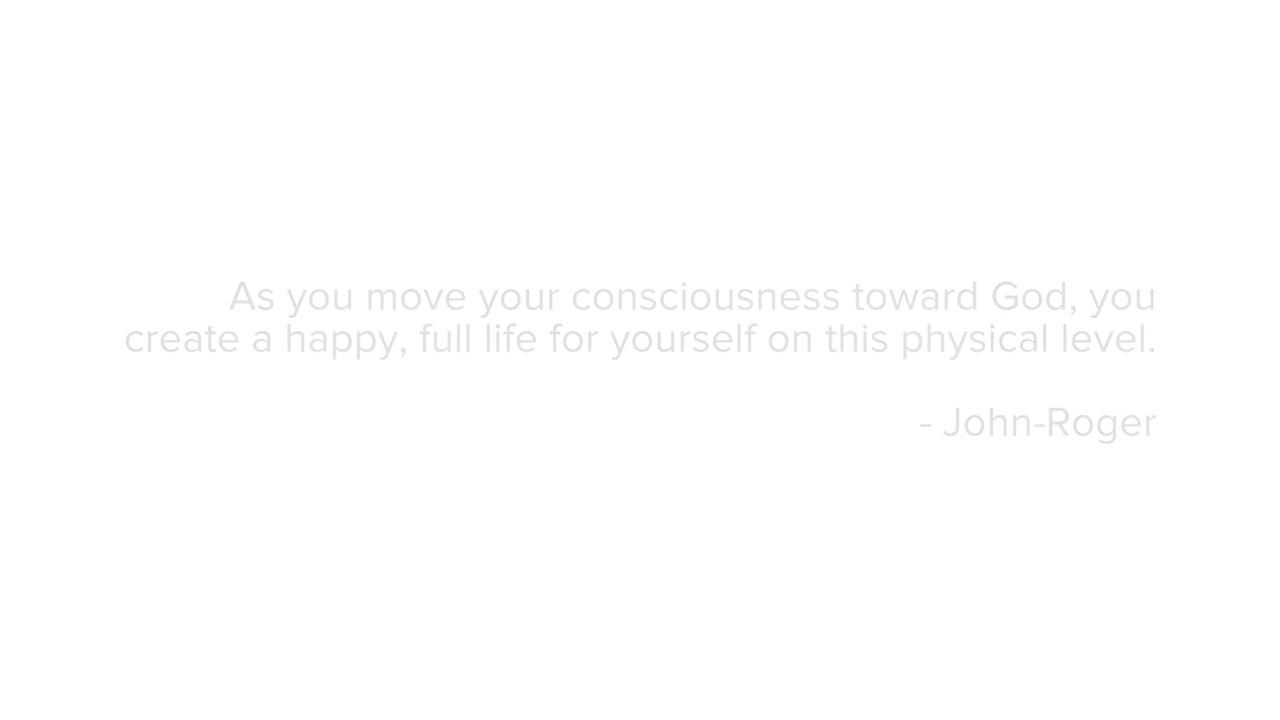 As you move your consciousness toward God, you
create a happy, full life for yourself on this physical level.
- John-Roger